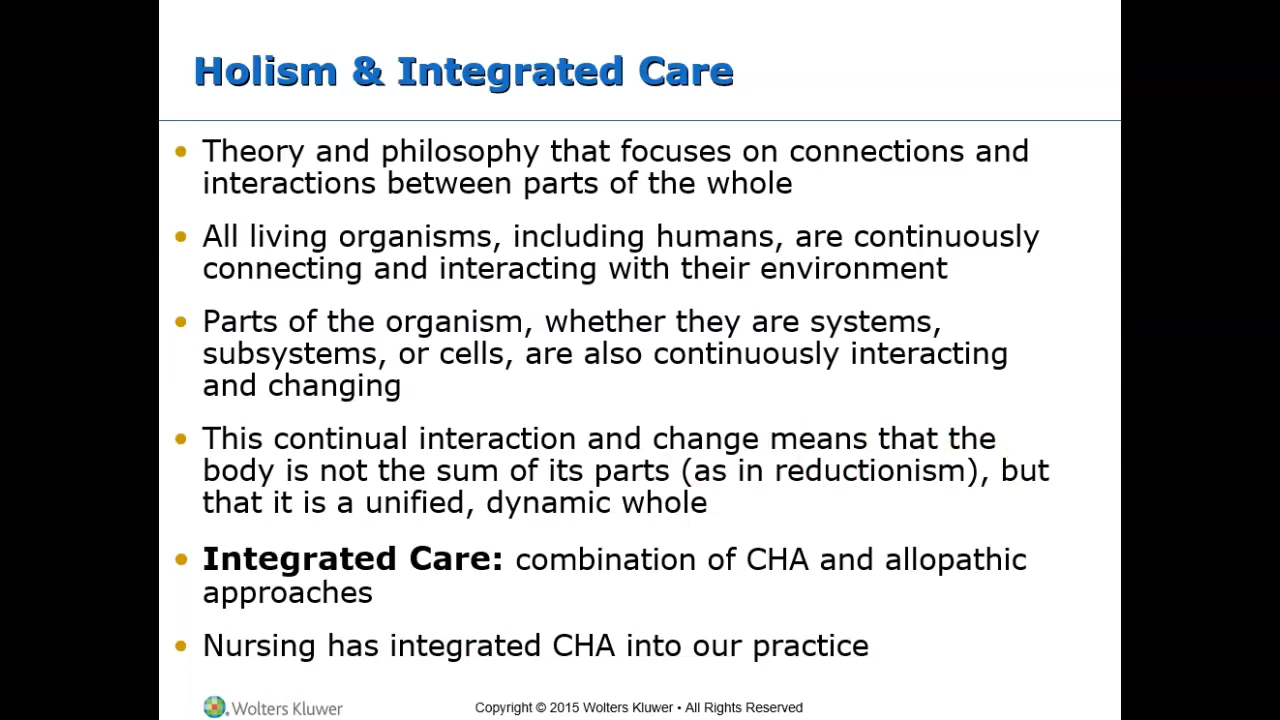 Holism & Integrated Care
• Theory and philosophy that focuses on connections and
interactions between parts of the whole
• All living organisms, including humans, are continuously
connecting and interacting with their environment
• Parts of the organism, whether they are systems,
subsystems, or cells, are also continuously interacting
and changing
• This continual interaction and change means that the
body is not the sum of its parts (as in reductionism), but
that it is a unified, dynamic whole
• Integrated Care: combination of CHA and allopathic
approaches
• Nursing has integrated CHA into our practice
Wolters Kluwer
Copyright © 2015 Wolters Kluwer • All Rights Reserved